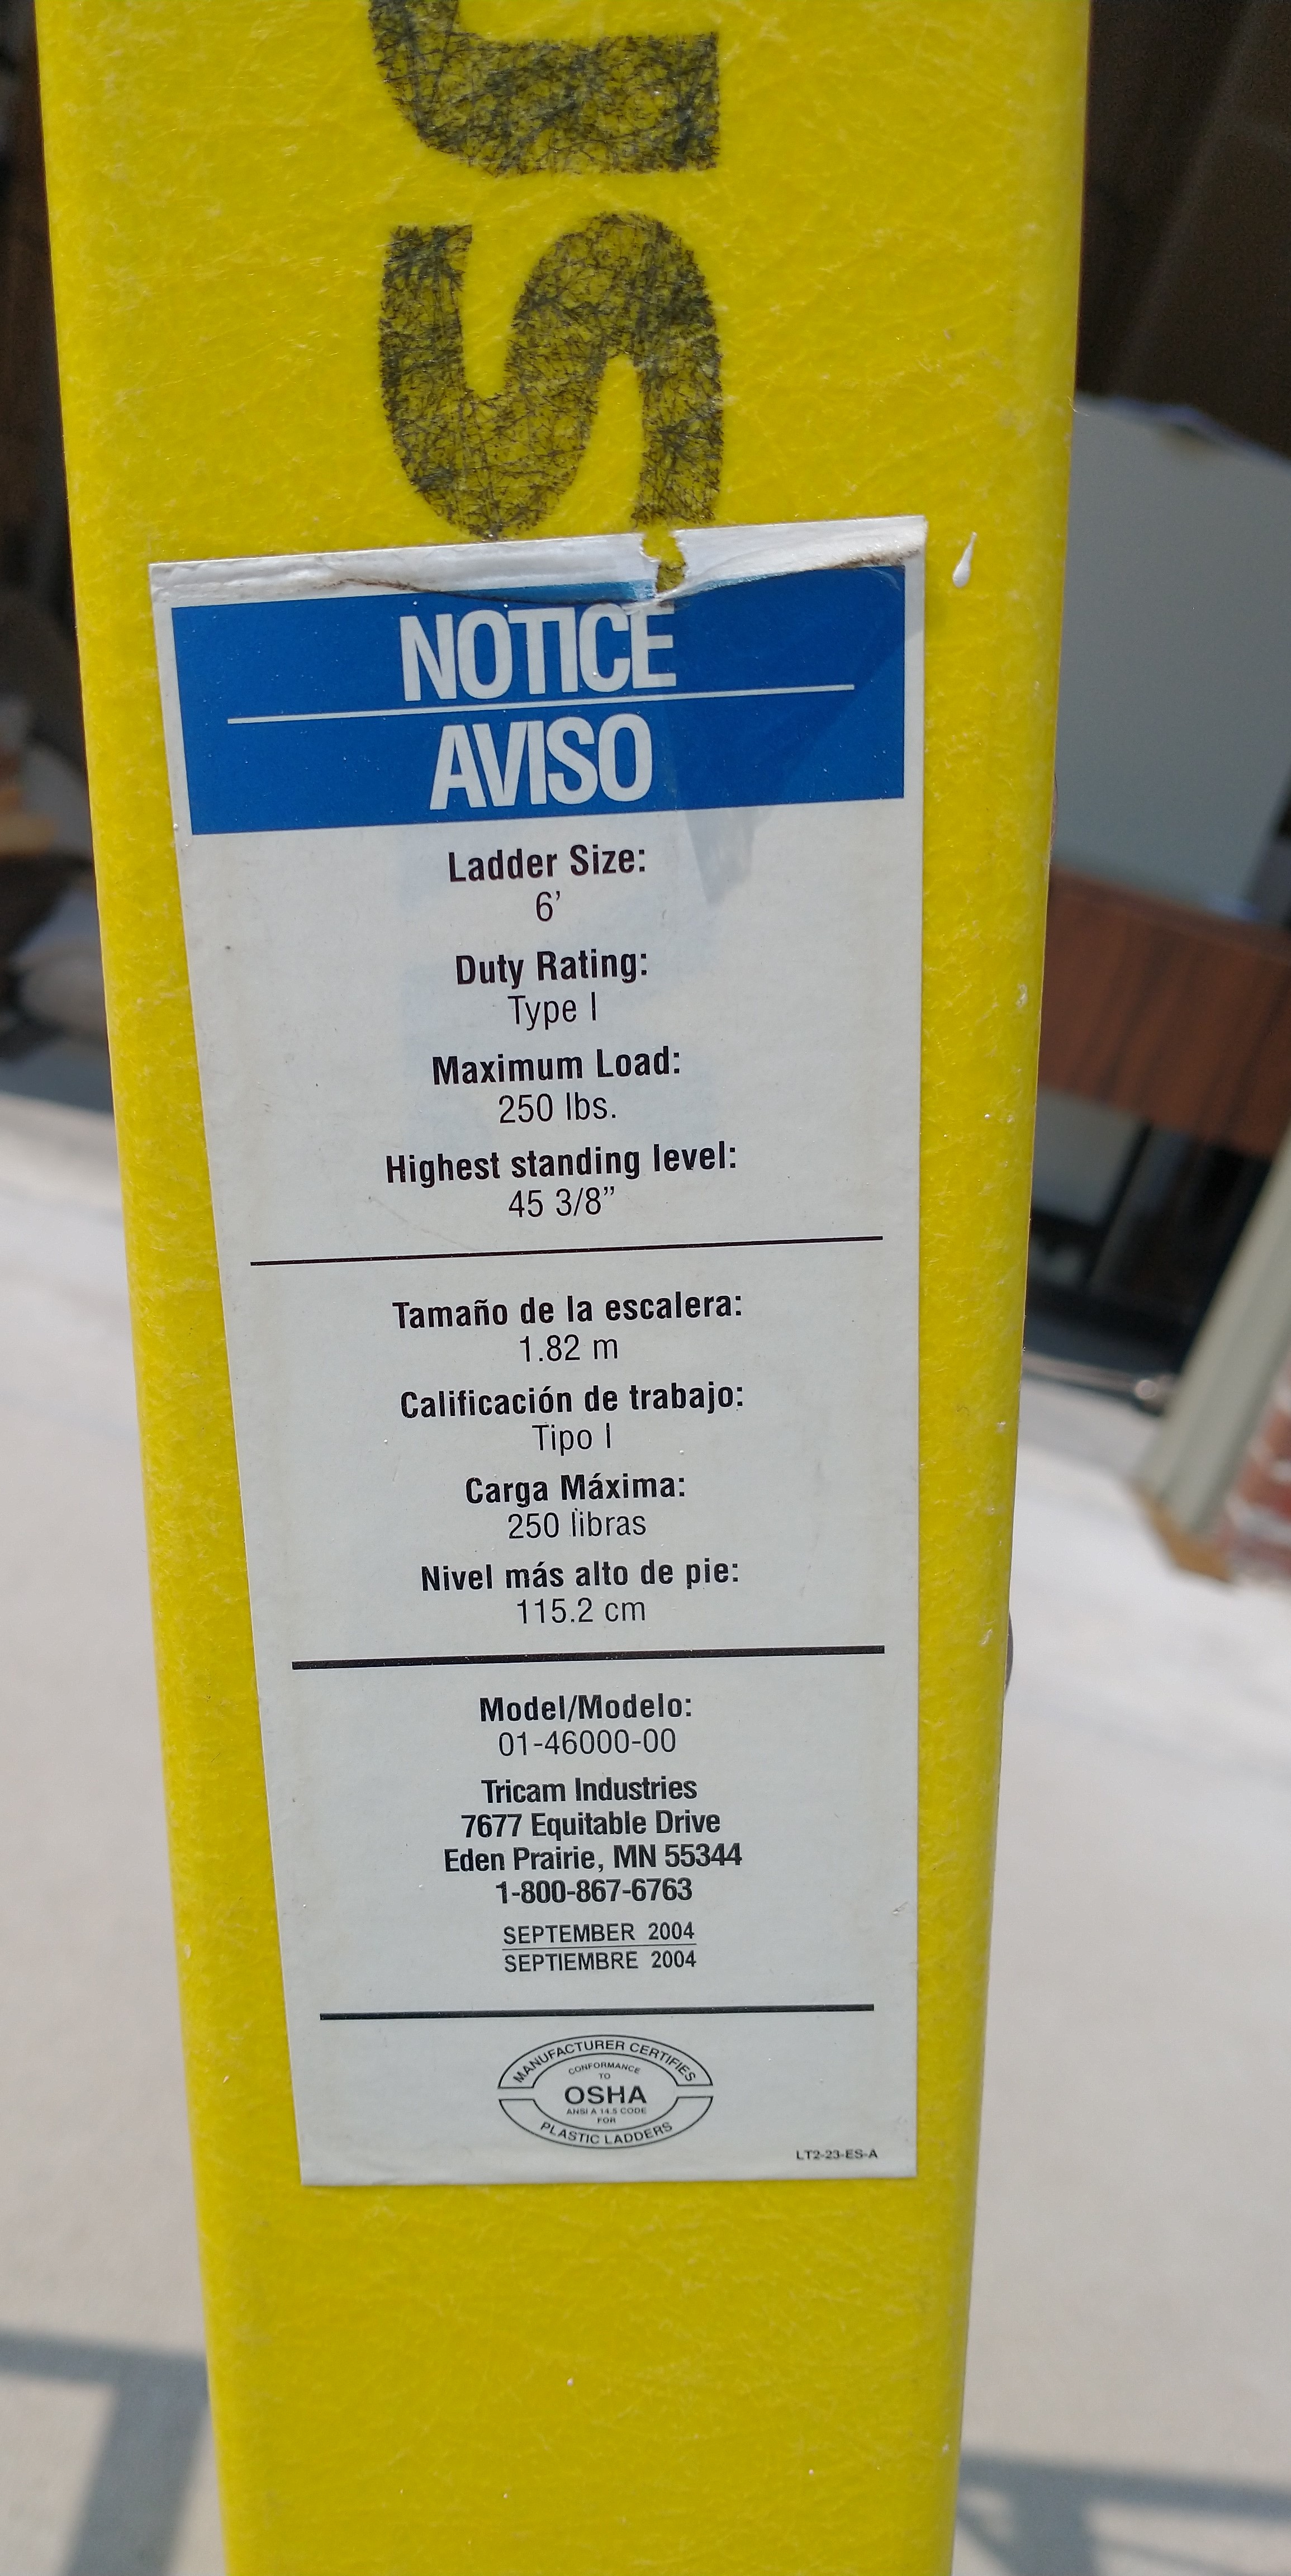 NOTICE
AVISO
Ladder Size:
6’
Duty Rating:
Type I
Maximum Load:
250 lbs.
Highest standing level:
45 3/8”
Tamaño de la escalera:
1.82 m
Calificación de trabajo:
Tipo I
Carga Máxima:
250 libras
Nivel más alto de pie:
115.2 cm
Model/Modelo:
01-46000-00
Tricam Industries
7677 Equitable Drive
Eden Prairie, MN 55344
1-800-867-6763
SEPTEMBER 2004
SEPTIEMBRE 2004
MANUFACTURER CERTIFIES
CONFORMANCE
TO
OSHA
ANSI A 14.5 CODE
FOR
PLASTIC LADDERS
LT2-23-ES-A